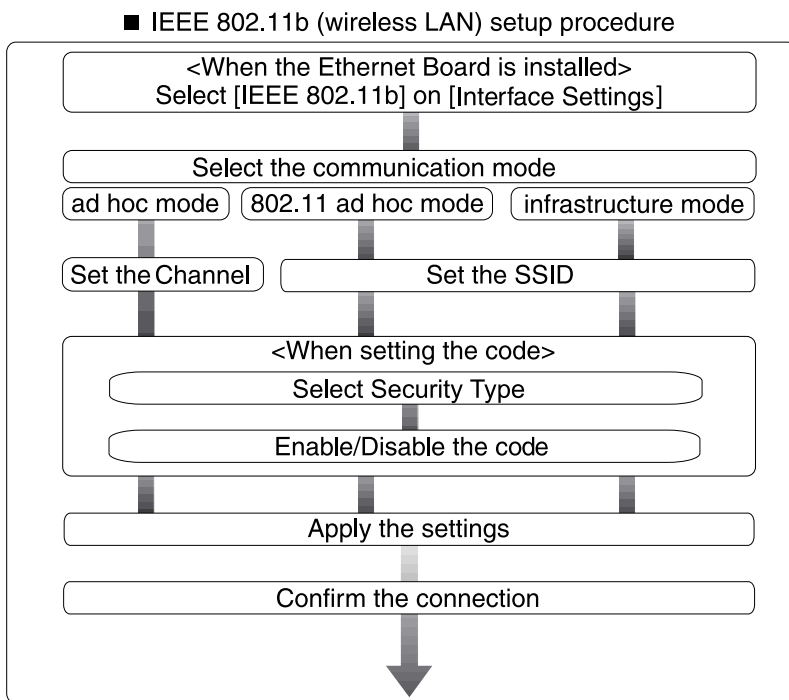 ■ IEEE 802.11b (wireless LAN) setup procedure
<When the Ethernet Board is installed>
Select [IEEE 802.11b] on [Interface Settings]
Select the communication mode
ad hoc mode
802.11 ad hoc mode
infrastructure mode
Set the Channel
Set the SSID
<When setting the code>
Select Security Type
Enable/Disable the code
Apply the settings
Confirm the connection